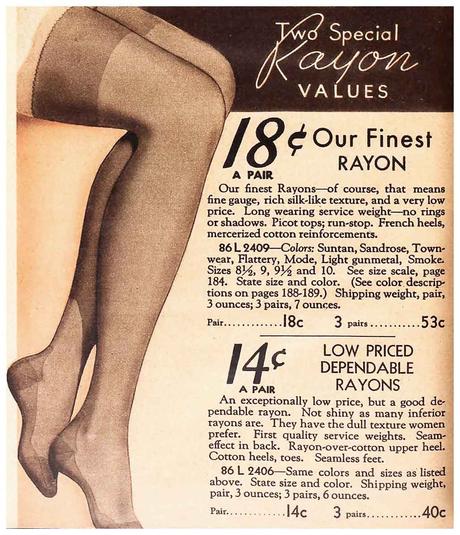 Two Special
Rayon
VALUES
18¢ Our Finest
RAYON
A PAIR
Our finest Rayons—of course, that means
fine gauge, rich silk-like texture, and a very low
price. Long wearing service weight—no rings
or shadows. Picot tops; run-stop. French heels,
mercerized cotton reinforcements.
86 L 2409—Colors: Suntan, Sandrose, Town-
wear, Flattery, Mode, Light gunmetal, Smoke.
Sizes 8½, 9, 9½ and 10. See size scale, page
184. State size and color. (See color descrip-
tions on pages 188-189.) Shipping weight, pair,
3 ounces; 3 pairs, 7 ounces.
Pair............18c 3 pairs..........53c
14¢
A PAIR
LOW PRICED
DEPENDABLE
RAYONS
An exceptionally low price, but a good de-
pendable rayon. Not shiny as many inferior
rayons are. They have the dull texture women
prefer. First quality service weights. Seam-
effect in back. Rayon-over-cotton upper heel.
Cotton heels, toes. Seamless feet.
86 L 2406—Same colors and sizes as listed
above. State size and color. Shipping weight,
pair, 3 ounces; 3 pairs, 6 ounces.
Pair............14c 3 pairs..........40c